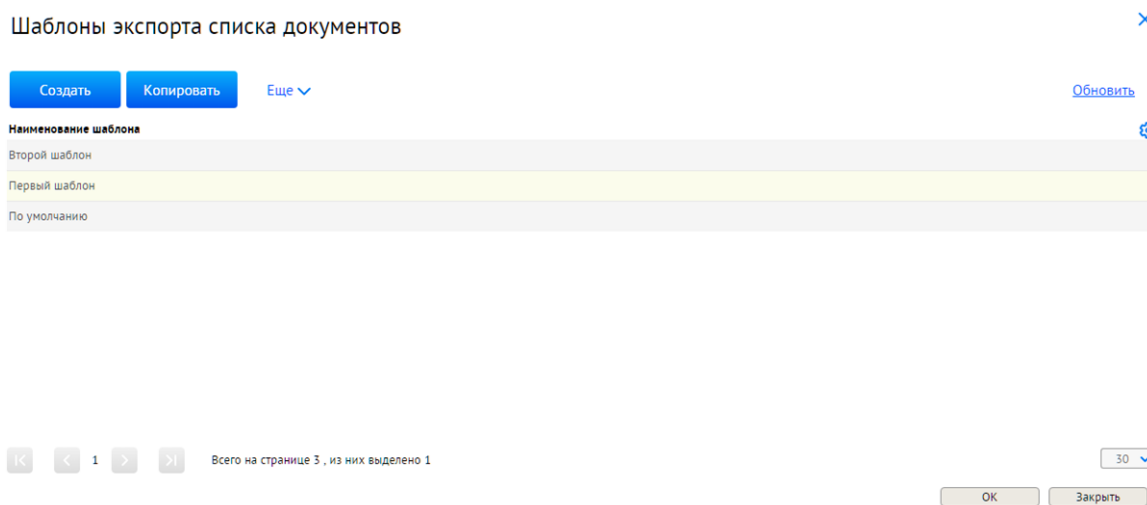 Шаблоны экспорта списка документов
Создать Копировать Еще Обновить
Наименование шаблона
Второй шаблон
Первый шаблон
По умолчанию
1 Всего на странице 3 , из них выделено 1 30
ОК Закрыть